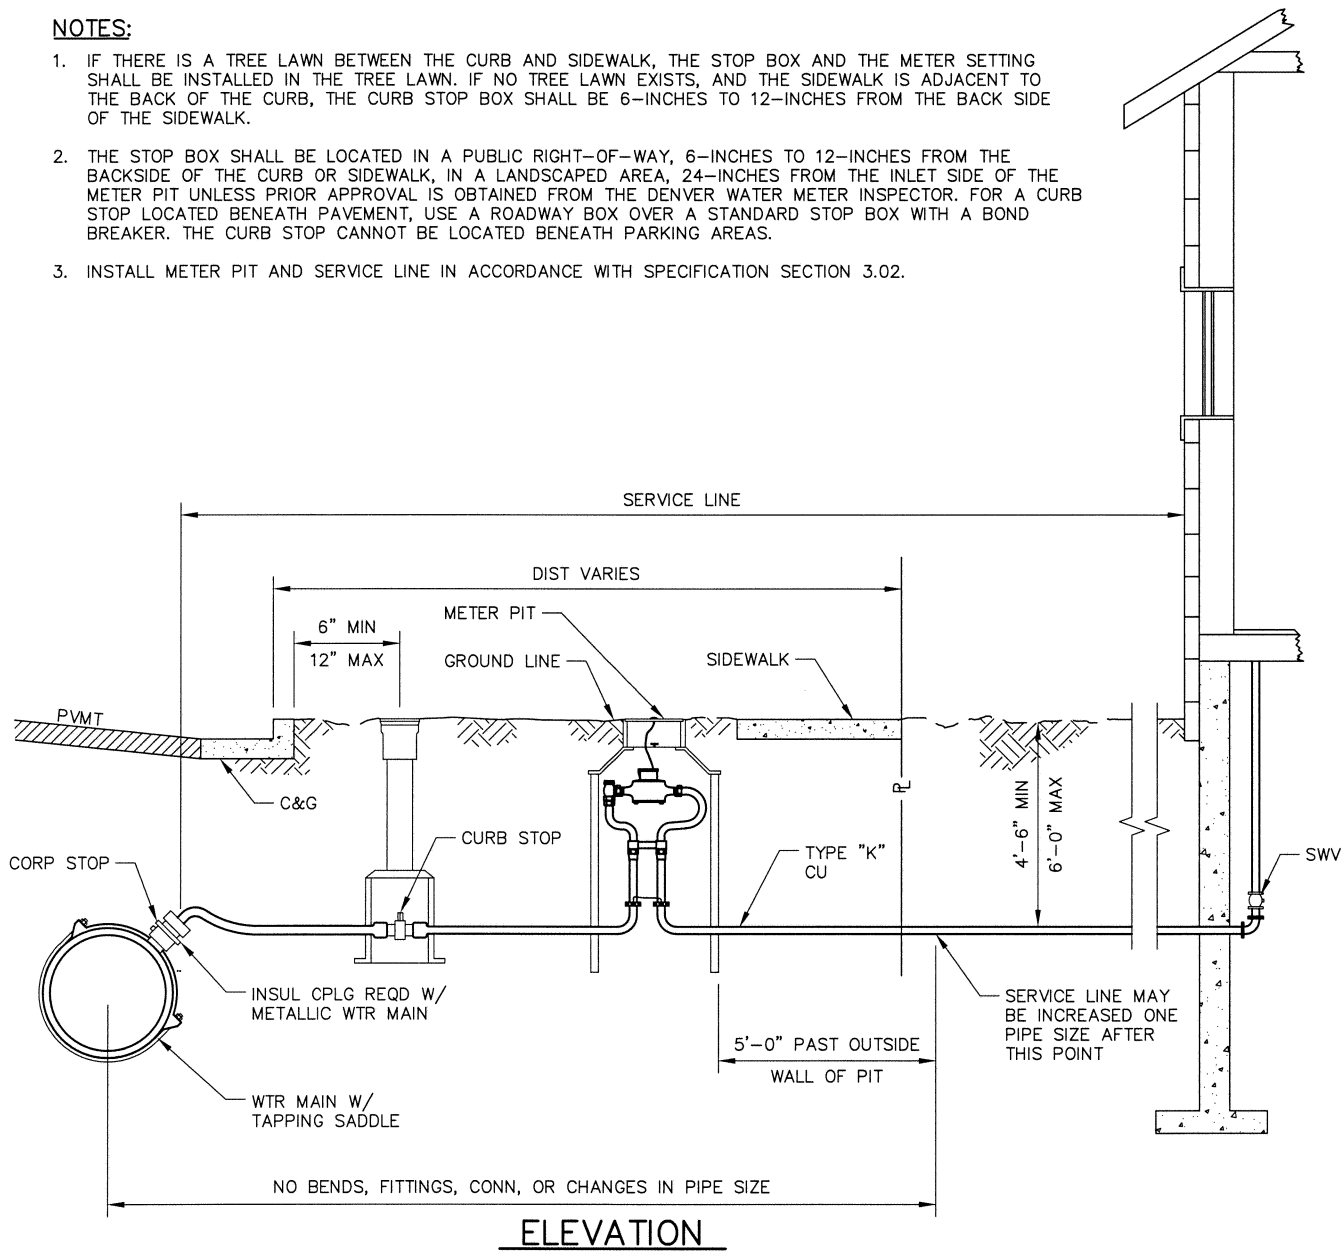 NOTES:
1. IF THERE IS A TREE LAWN BETWEEN THE CURB AND SIDEWALK, THE STOP BOX AND THE METER SETTING
SHALL BE INSTALLED IN THE TREE LAWN. IF NO TREE LAWN EXISTS, AND THE SIDEWALK IS ADJACENT TO
THE BACK OF THE CURB, THE CURB STOP BOX SHALL BE 6-INCHES TO 12-INCHES FROM THE BACK SIDE
OF THE SIDEWALK.
2. THE STOP BOX SHALL BE LOCATED IN A PUBLIC RIGHT-OF-WAY, 6-INCHES TO 12-INCHES FROM THE
BACKSIDE OF THE CURB OR SIDEWALK, IN A LANDSCAPED AREA, 24-INCHES FROM THE INLET SIDE OF THE
METER PIT UNLESS PRIOR APPROVAL IS OBTAINED FROM THE DENVER WATER METER INSPECTOR. FOR A CURB
STOP LOCATED BENEATH PAVEMENT, USE A ROADWAY BOX OVER A STANDARD STOP BOX WITH A BOND
BREAKER. THE CURB STOP CANNOT BE LOCATED BENEATH PARKING AREAS.
3. INSTALL METER PIT AND SERVICE LINE IN ACCORDANCE WITH SPECIFICATION SECTION 3.02.
SERVICE LINE
DIST VARIES
METER PIT
6" MIN
12" MAX
GROUND LINE
SIDEWALK
PVMT
C&G
PL
4'-6" MIN
6'-0" MAX
CURB STOP
TYPE "K"
CU
CORP STOP
SWV
INSUL CPLG REQD W/
METALLIC WTR MAIN
SERVICE LINE MAY
BE INCREASED ONE
PIPE SIZE AFTER
THIS POINT
5'-0" PAST OUTSIDE
WALL OF PIT
WTR MAIN W/
TAPPING SADDLE
NO BENDS, FITTINGS, CONN, OR CHANGES IN PIPE SIZE
ELEVATION